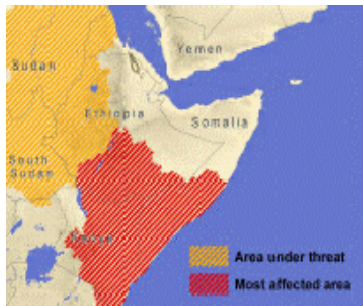 Yemen
Sudan
Ethiopia
Somalia
South
Sudan
Kenya
Area under threat
Most affected area